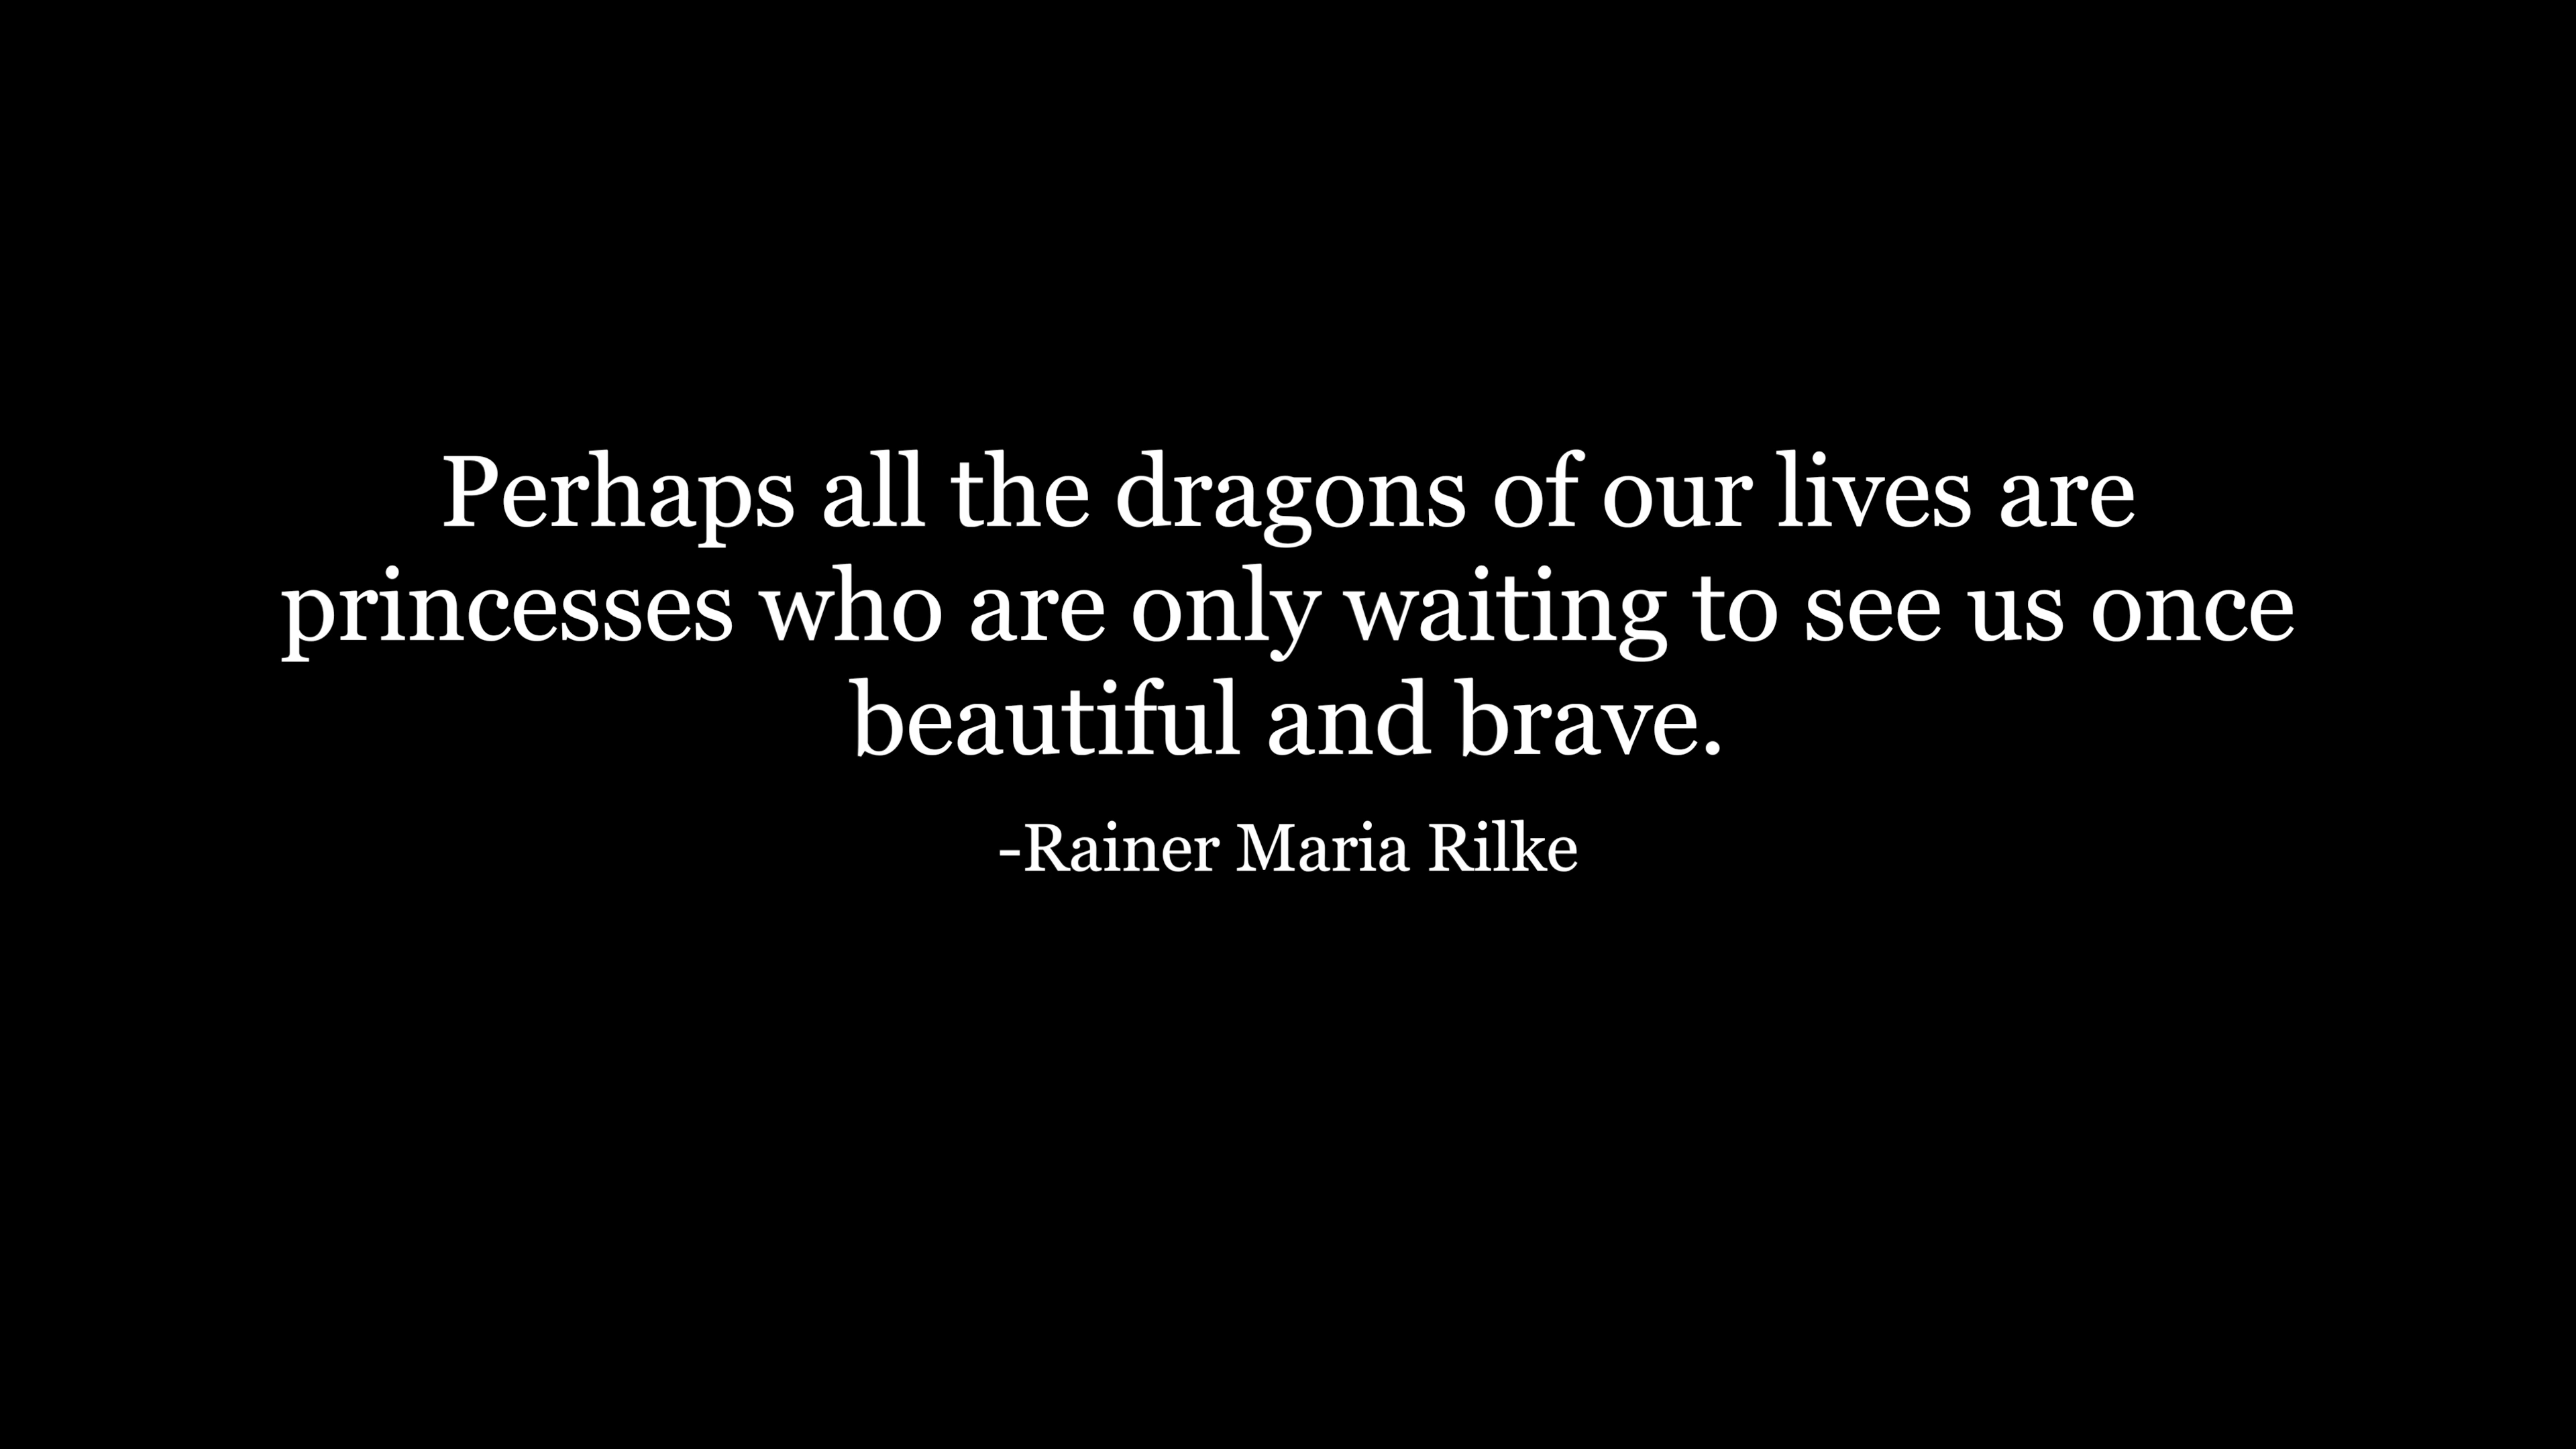 Perhaps all the dragons of our lives are
princesses who are only waiting to see us once
beautiful and brave.
-Rainer Maria Rilke